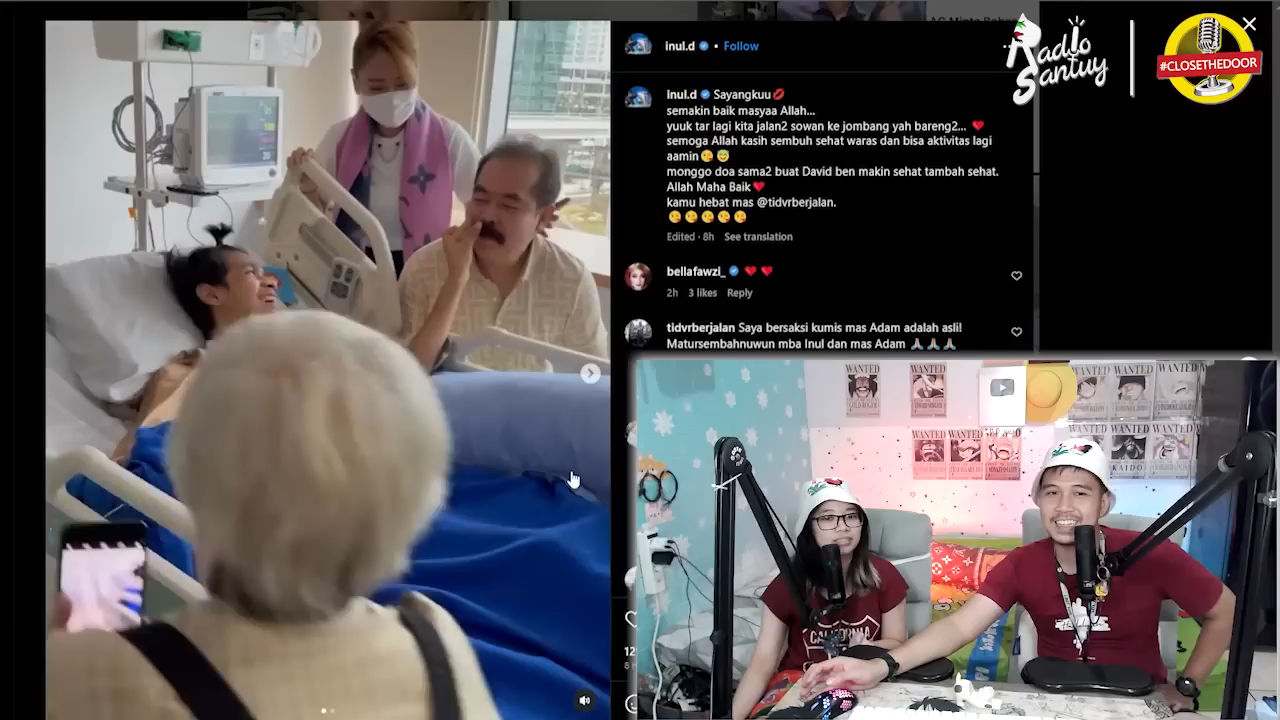 inul.d • Follow
inul.d Sayangkuu💋
semakin baik masyaa Allah...
yuuk tar lagi kita jalan2 sowan ke jombang yah bareng2... ❤️
semoga Allah kasih sembuh sehat waras dan bisa aktivitas lagi
aamin😘😇
monggo doa sama2 buat David ben makin sehat tambah sehat.
Allah Maha Baik❤️
kamu hebat mas @tidvrberjalan.
😘😘😘😘😘
Edited · 8h See translation
bellafawzi_ ❤️❤️
2h 3 likes Reply
tidvrberjalan Saya bersaksi kumis mas Adam adalah asli!
Matursembahnuwun mba Inul dan mas Adam 🙏🙏🙏
Radio
Santuy
#CLOSETHEDOOR
WANTED
WANTED
WANTED
WANTED
WANTED
WANTED
WANTED
WANTED
WANTED
WANTED
WANTED
KAIDO
CALIFORNIA